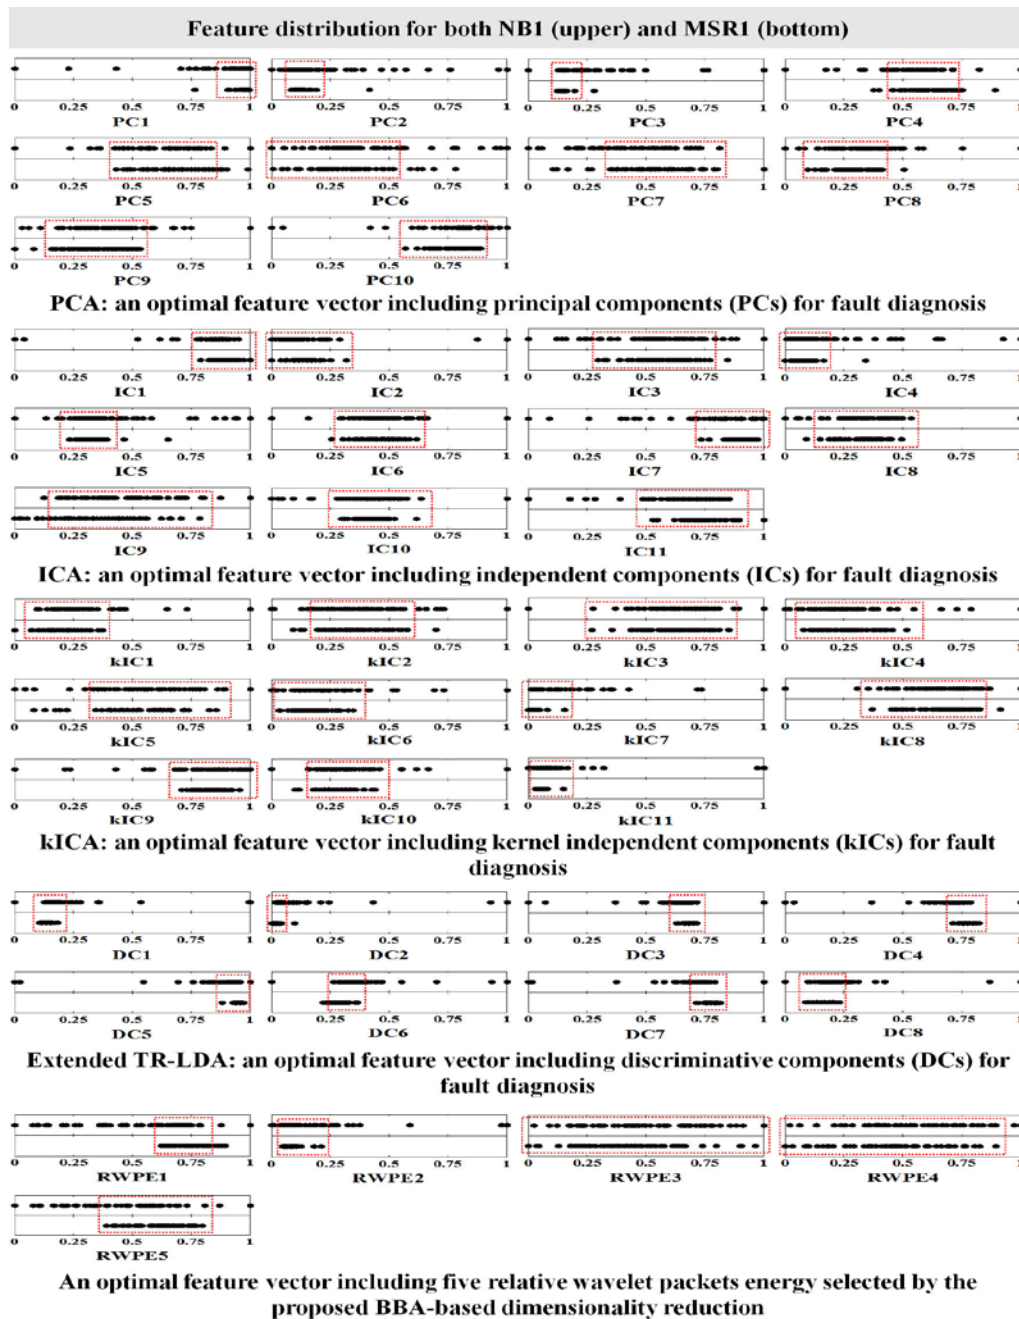 Feature distribution for both NB1 (upper) and MSR1 (bottom)
0 0.25 0.5 0.75 1 0 0.25 0.5 0.75 1 0 0.25 0.5 0.75 1 0 0.25 0.5 0.75 1
PC1 PC2 PC3 PC4
0 0.25 0.5 0.75 1 0 0.25 0.5 0.75 1 0 0.25 0.5 0.75 1 0 0.25 0.5 0.75 1
PC5 PC6 PC7 PC8
0 0.25 0.5 0.75 1 0 0.25 0.5 0.75 1
PC9 PC10
PCA: an optimal feature vector including principal components (PCs) for fault diagnosis
0 0.25 0.5 0.75 1 0 0.25 0.5 0.75 1 0 0.25 0.5 0.75 1 0 0.25 0.5 0.75 1
IC1 IC2 IC3 IC4
0 0.25 0.5 0.75 1 0 0.25 0.5 0.75 1 0 0.25 0.5 0.75 1 0 0.25 0.5 0.75 1
IC5 IC6 IC7 IC8
0 0.25 0.5 0.75 1 0 0.25 0.5 0.75 1 0 0.25 0.5 0.75 1
IC9 IC10 IC11
ICA: an optimal feature vector including independent components (ICs) for fault diagnosis
0 0.25 0.5 0.75 1 0 0.25 0.5 0.75 1 0 0.25 0.5 0.75 1 0 0.25 0.5 0.75 1
kIC1 kIC2 kIC3 kIC4
0 0.25 0.5 0.75 1 0 0.25 0.5 0.75 1 0 0.25 0.5 0.75 1 0 0.25 0.5 0.75 1
kIC5 kIC6 kIC7 kIC8
0 0.25 0.5 0.75 1 0 0.25 0.5 0.75 1 0 0.25 0.5 0.75 1
kIC9 kIC10 kIC11
kICA: an optimal feature vector including kernel independent components (kICs) for fault
diagnosis
0 0.25 0.5 0.75 1 0 0.25 0.5 0.75 1 0 0.25 0.5 0.75 1 0 0.25 0.5 0.75 1
DC1 DC2 DC3 DC4
0 0.25 0.5 0.75 1 0 0.25 0.5 0.75 1 0 0.25 0.5 0.75 1 0 0.25 0.5 0.75 1
DC5 DC6 DC7 DC8
Extended TR-LDA: an optimal feature vector including discriminative components (DCs) for
fault diagnosis
0 0.25 0.5 0.75 1 0 0.25 0.5 0.75 1 0 0.25 0.5 0.75 1 0 0.25 0.5 0.75 1
RWPE1 RWPE2 RWPE3 RWPE4
0 0.25 0.5 0.75 1
RWPE5
An optimal feature vector including five relative wavelet packets energy selected by the
proposed BBA-based dimensionality reduction